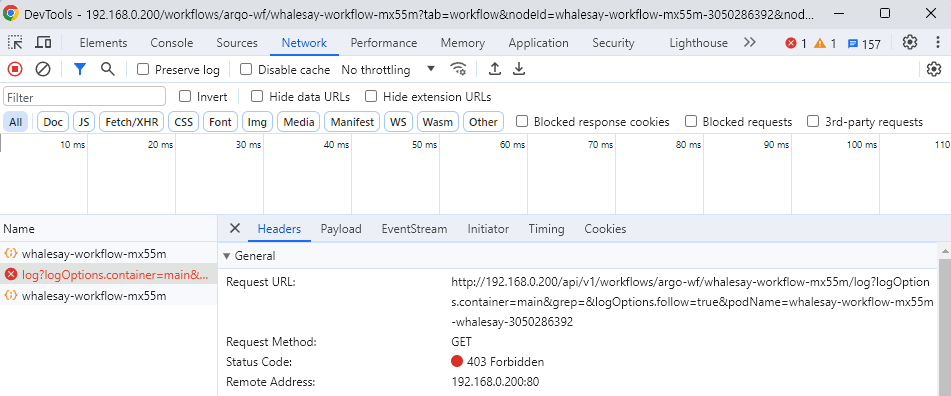 DevTools - 192.168.0.200/workflows/argo-wf/whalesay-workflow-mx55m?tab=workflow&nodeId=whalesay-workflow-mx55m-3050286392&nod...
Elements Console Sources Network Performance Memory Application Security Lighthouse 1 1 157
Preserve log Disable cache No throttling
Filter Invert Hide data URLs Hide extension URLs
All Doc JS Fetch/XHR CSS Font Img Media Manifest WS Wasm Other Blocked response cookies Blocked requests 3rd-party requests
10 ms 20 ms 30 ms 40 ms 50 ms 60 ms 70 ms 80 ms 90 ms 100 ms 110
Name Headers Payload EventStream Initiator Timing Cookies
whalesay-workflow-mx55m
log?logOptions.container=main&...
whalesay-workflow-mx55m
General
Request URL: http://192.168.0.200/api/v1/workflows/argo-wf/whalesay-workflow-mx55m/log?logOption
s.container=main&grep=&logOptions.follow=true&podName=whalesay-workflow-mx55m
-whalesay-3050286392
Request Method: GET
Status Code: 403 Forbidden
Remote Address: 192.168.0.200:80